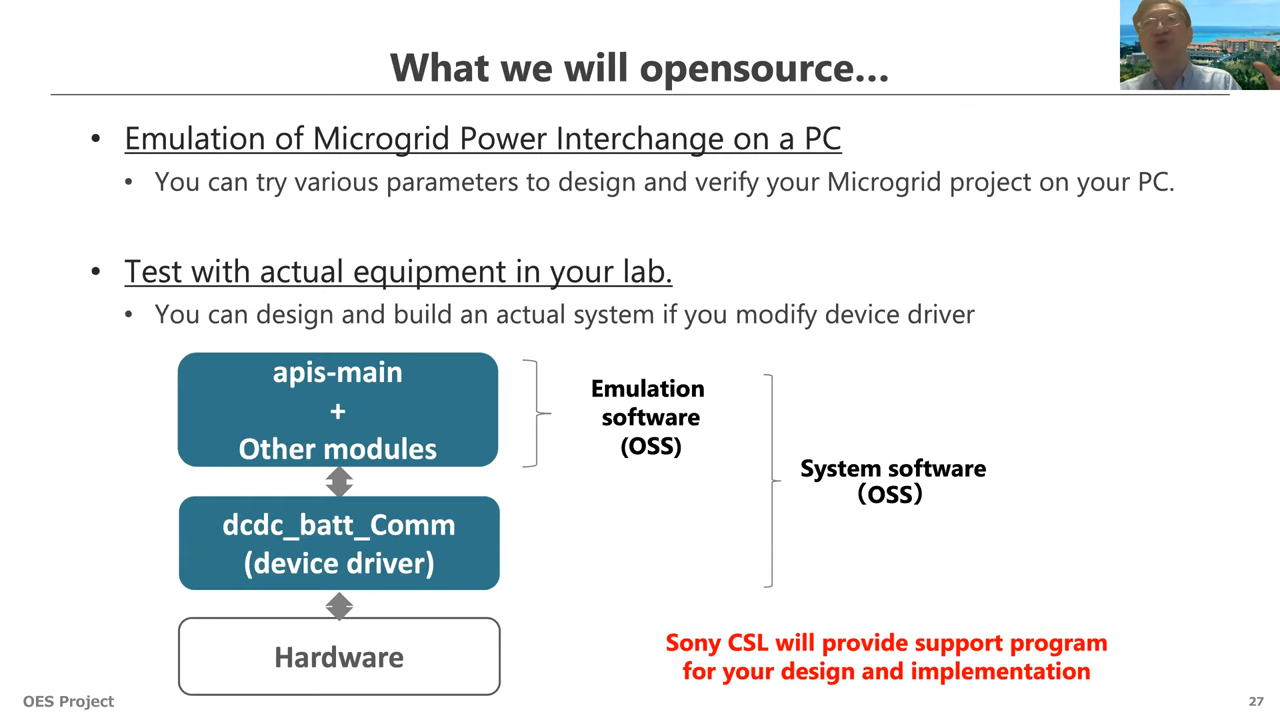 What we will opensource...
• Emulation of Microgrid Power Interchange on a PC
• You can try various parameters to design and verify your Microgrid project on your PC.
• Test with actual equipment in your lab.
• You can design and build an actual system if you modify device driver
apis-main
+
Other modules
Emulation
software
(OSS)
System software
（OSS）
dcdc_batt_Comm
(device driver)
Hardware
Sony CSL will provide support program
for your design and implementation
OES Project
27